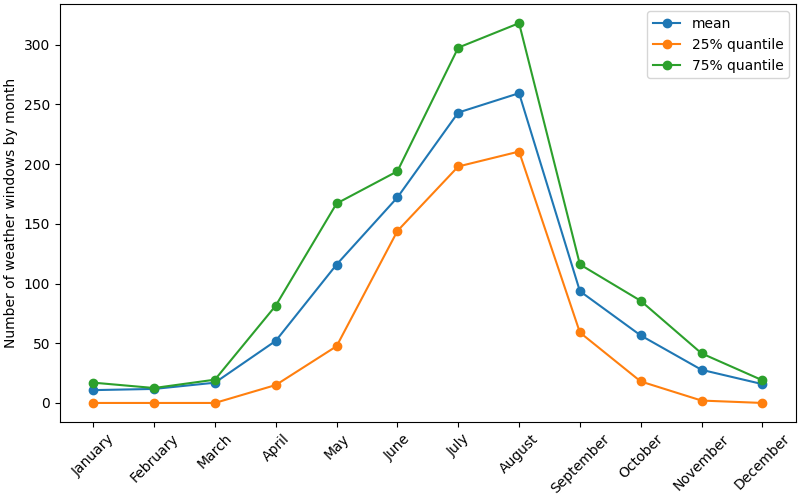 Number of weather windows by month
300
250
200
150
100
50
0
mean
25% quantile
75% quantile
January
February
March
April
May
June
July
August
September
October
November
December